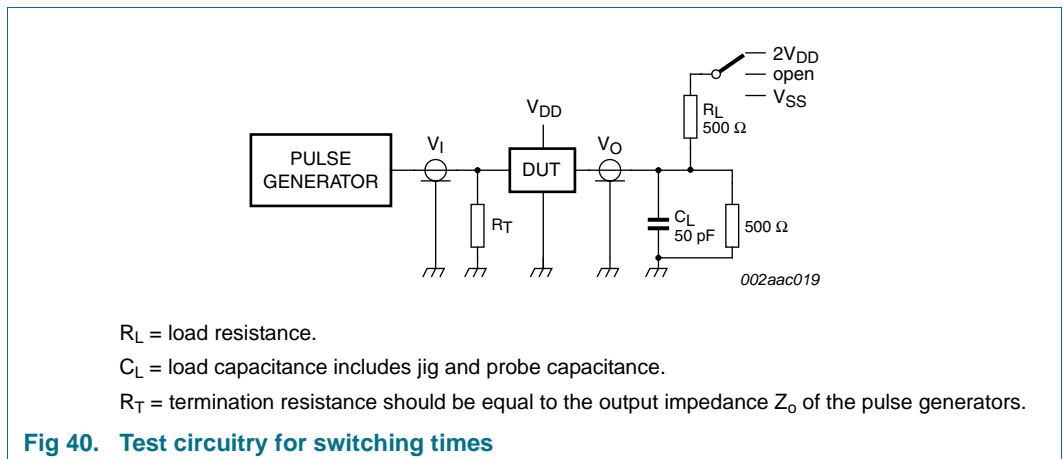 2VDD
open
VSS
RL
500 Ω
VDD
VI
VO
PULSE
GENERATOR
DUT
RT
CL
50 pF
500 Ω
002aac019
RL = load resistance.
CL = load capacitance includes jig and probe capacitance.
RT = termination resistance should be equal to the output impedance Zo of the pulse generators.
Fig 40. Test circuitry for switching times